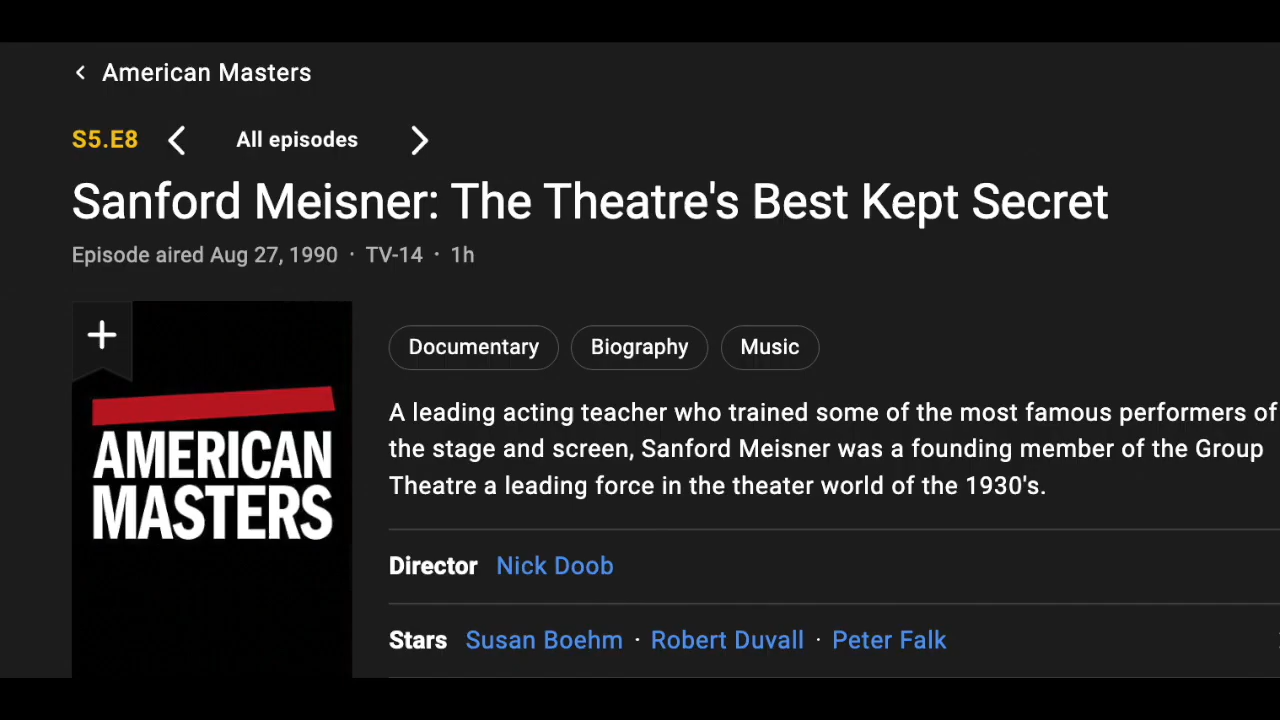 American Masters
S5.E8 All episodes
Sanford Meisner: The Theatre's Best Kept Secret
Episode aired Aug 27, 1990 · TV-14 · 1h
AMERICAN
MASTERS
Documentary Biography Music
A leading acting teacher who trained some of the most famous performers of
the stage and screen, Sanford Meisner was a founding member of the Group
Theatre a leading force in the theater world of the 1930's.
Director Nick Doob
Stars Susan Boehm · Robert Duvall · Peter Falk